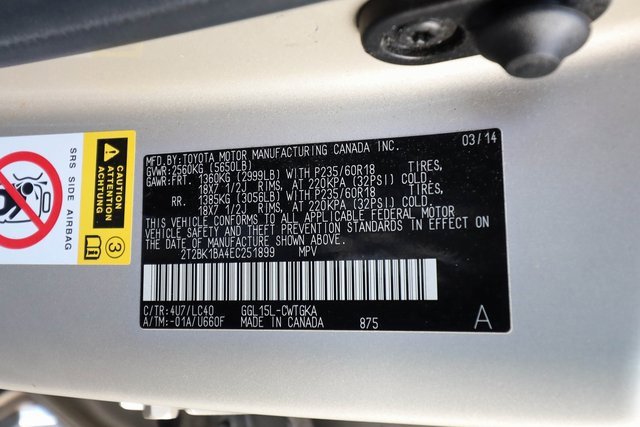 SRS SIDE AIRBAG
CAUTION
ATTENTION
ACHTUNG
3
03/14
MFD.BY:TOYOTA MOTOR MANUFACTURING CANADA INC.
GVWR:2560KG (5650LB)
GAWR:FRT. 1360KG (2999LB) WITH P235/60R18 TIRES,
18X7 1/2J RIMS, AT 220KPA (32PSI) COLD.
RR. 1385KG (3055LB) WITH P235/60R18 TIRES,
18X7 1/2J RIMS, AT 220KPA (32PSI) COLD.
THIS VEHICLE CONFORMS TO ALL APPLICABLE FEDERAL MOTOR
VEHICLE SAFETY AND THEFT PREVENTION STANDARDS IN EFFECT ON
THE DATE OF MANUFACTURE SHOWN ABOVE.
2T2BK1BA4EC251899 MPV
C/TR:4U7/LC40 GGL15L-CWTGKA
A/TM:-01A/U660F MADE IN CANADA 875 A